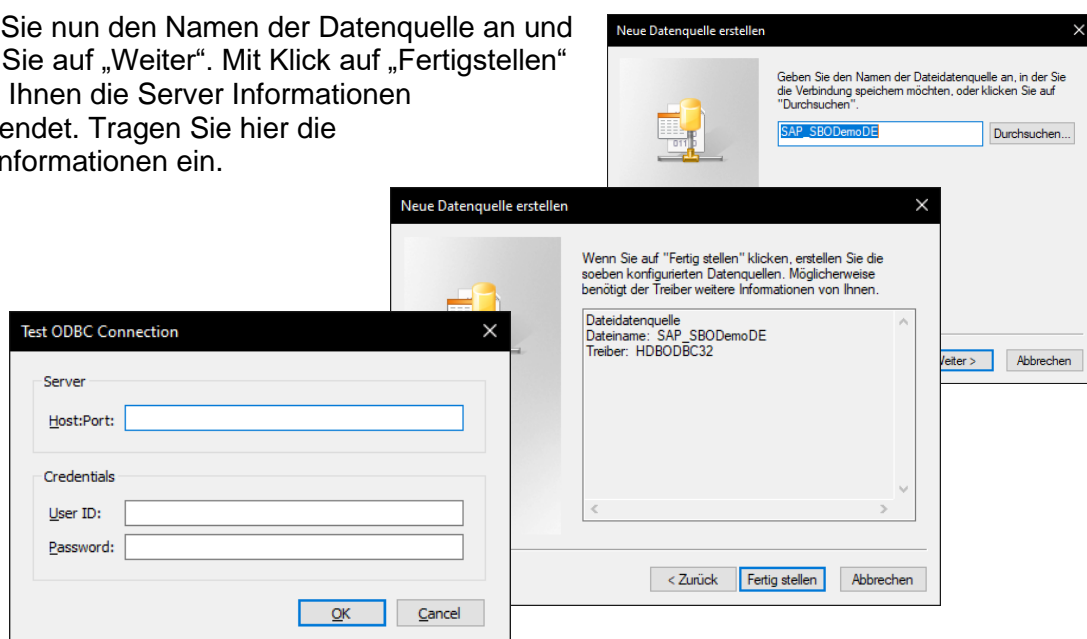 Sie nun den Namen der Datenquelle an und
Sie auf „Weiter“. Mit Klick auf „Fertigstellen“
Ihnen die Server Informationen
endet. Tragen Sie hier die
nformationen ein.
Neue Datenquelle erstellen
Geben Sie den Namen der Dateidatenquelle an, in der Sie
die Verbindung speichern möchten, oder klicken Sie auf
"Durchsuchen".
SAP_SBODemoDE
Durchsuchen...
Weiter >
Abbrechen
Neue Datenquelle erstellen
Wenn Sie auf "Fertig stellen" klicken, erstellen Sie die
soeben konfigurierten Datenquellen. Möglicherweise
benötigt der Treiber weitere Informationen von Ihnen.
Dateidatenquelle
Dateiname: SAP_SBODemoDE
Treiber: HDBODBC32
< Zurück
Fertig stellen
Abbrechen
Test ODBC Connection
Server
Host:Port:
Credentials
User ID:
Password:
OK
Cancel